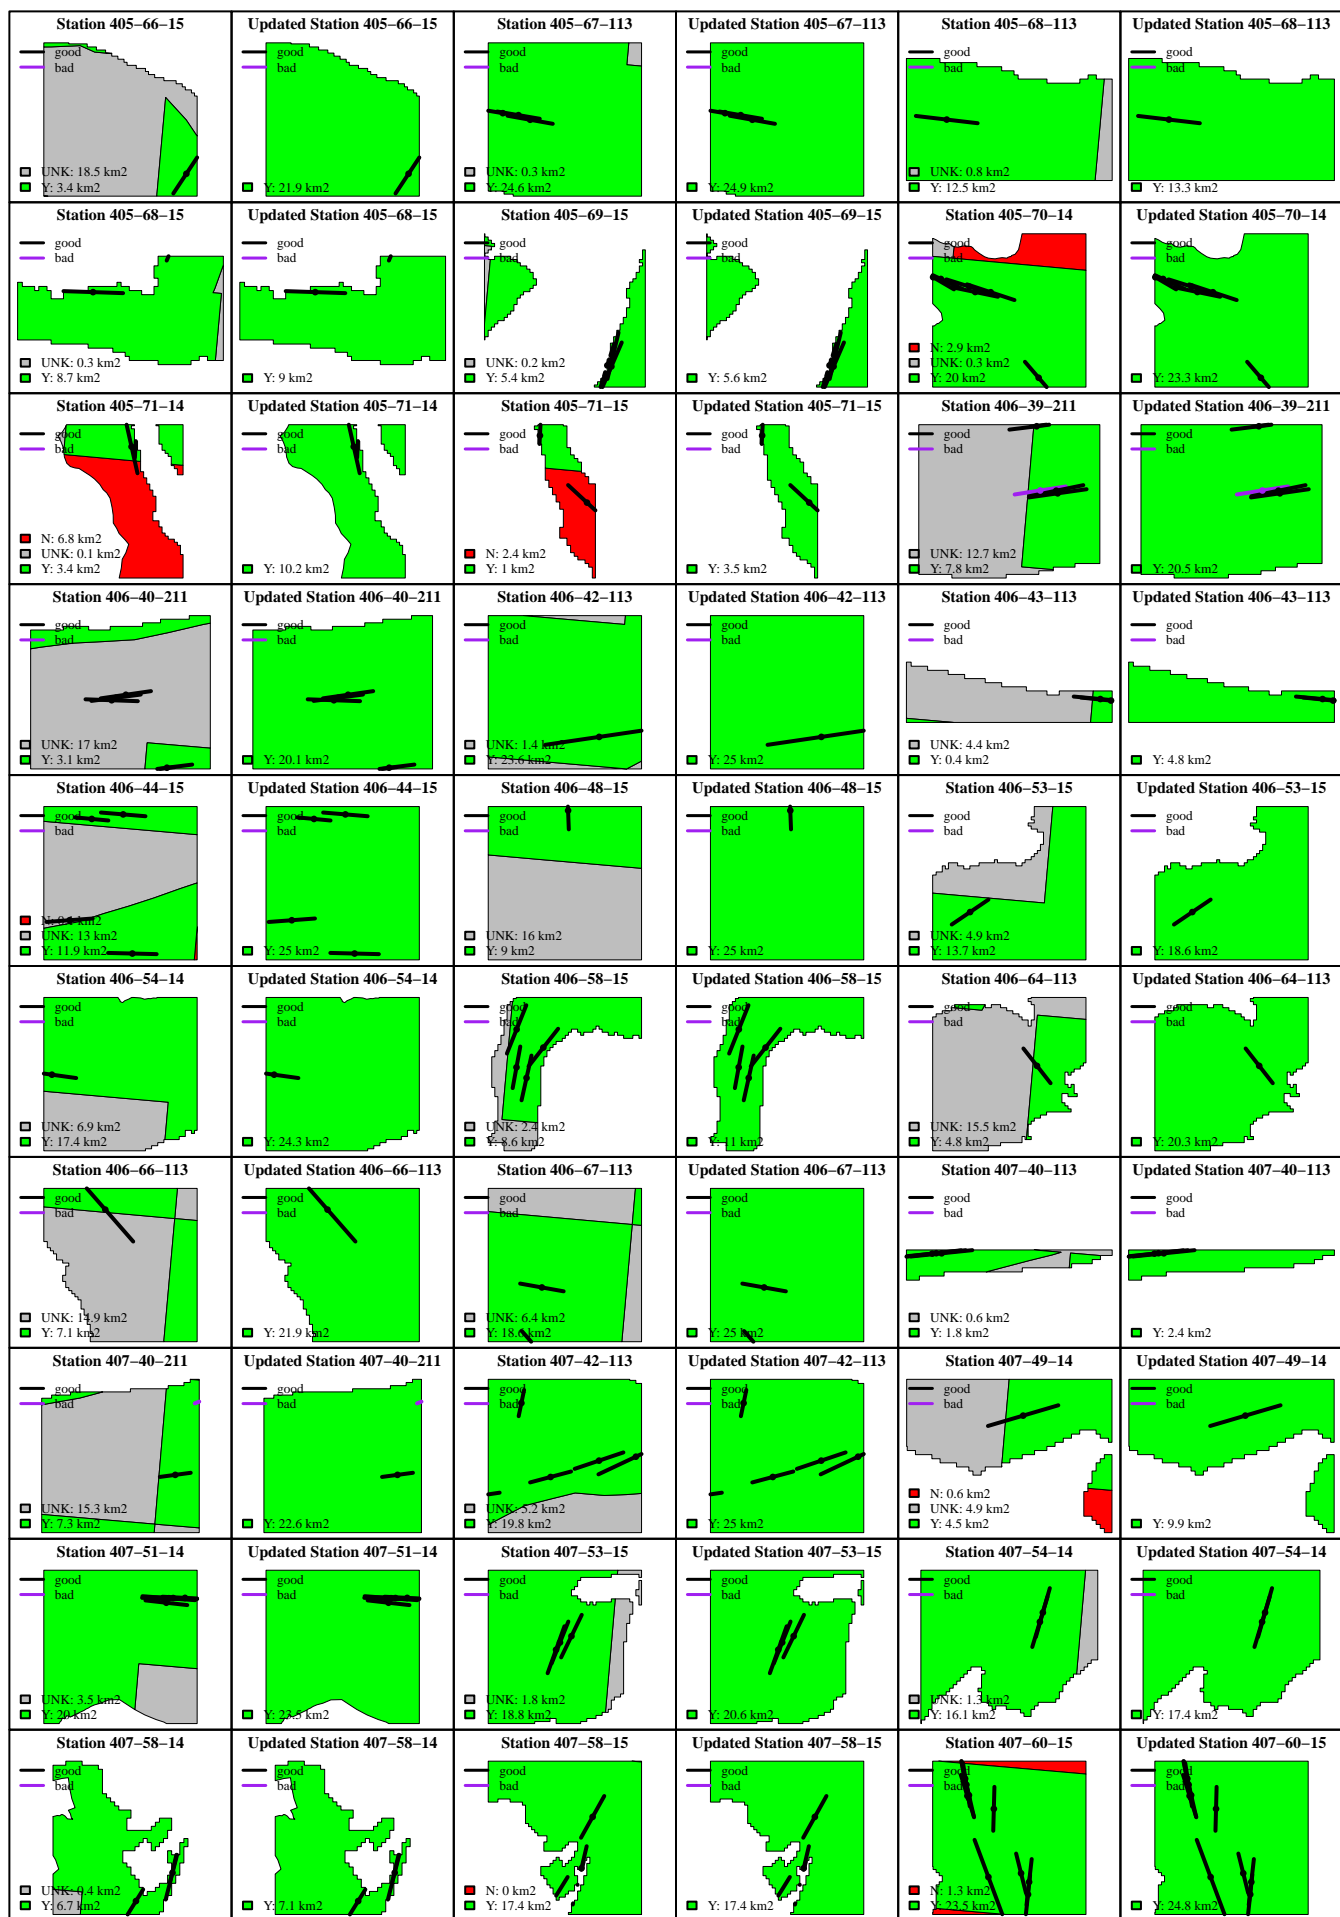 Station 405−66−15
good
bad
UNK: 18.5 km2
Y: 3.4 km2
Updated Station 405−66−15
good
bad
Y: 21.9 km2
Station 405−67−113
good
bad
UNK: 0.3 km2
Y: 24.6 km2
Updated Station 405−67−113
good
bad
Y: 24.9 km2
Station 405−68−113
good
bad
UNK: 0.8 km2
Y: 12.5 km2
Updated Station 405−68−113
good
bad
Y: 13.3 km2
Station 405−68−15
good
bad
UNK: 0.3 km2
Y: 8.7 km2
Updated Station 405−68−15
good
bad
Y: 9 km2
Station 405−69−15
good
bad
UNK: 0.2 km2
Y: 5.4 km2
Updated Station 405−69−15
good
bad
Y: 5.6 km2
Station 405−70−14
good
bad
N: 2.9 km2
UNK: 0.3 km2
Y: 20 km2
Updated Station 405−70−14
good
bad
Y: 23.3 km2
Station 405−71−14
good
bad
N: 6.8 km2
UNK: 0.1 km2
Y: 3.4 km2
Updated Station 405−71−14
good
bad
Y: 10.2 km2
Station 405−71−15
good
bad
N: 2.4 km2
Y: 1 km2
Updated Station 405−71−15
good
bad
Y: 3.5 km2
Station 406−39−211
good
bad
UNK: 12.7 km2
Y: 7.8 km2
Updated Station 406−39−211
good
bad
Y: 20.5 km2
Station 406−40−211
good
bad
UNK: 17 km2
Y: 3.1 km2
Updated Station 406−40−211
good
bad
Y: 20.1 km2
Station 406−42−113
good
bad
UNK: 1.4 km2
Y: 23.6 km2
Updated Station 406−42−113
good
bad
Y: 25 km2
Station 406−43−113
good
bad
UNK: 4.4 km2
Y: 0.4 km2
Updated Station 406−43−113
good
bad
Y: 4.8 km2
Station 406−44−15
good
bad
N: km2
UNK: 13 km2
Y: 11.9 km2
Updated Station 406−44−15
good
bad
Y: 25 km2
Station 406−48−15
good
bad
UNK: 16 km2
Y: 9 km2
Updated Station 406−48−15
good
bad
Y: 25 km2
Station 406−53−15
good
bad
UNK: 4.9 km2
Y: 13.7 km2
Updated Station 406−53−15
good
bad
Y: 18.6 km2
Station 406−54−14
good
bad
UNK: 6.9 km2
Y: 17.4 km2
Updated Station 406−54−14
good
bad
Y: 24.3 km2
Station 406−58−15
good
bad
UNK: 2.4 km2
Y: 8.6 km2
Updated Station 406−58−15
good
bad
Y: 11 km2
Station 406−64−113
good
bad
UNK: 15.5 km2
Y: 4.8 km2
Updated Station 406−64−113
good
bad
Y: 20.3 km2
Station 406−66−113
good
bad
UNK: 14.9 km2
Y: 7.1 km2
Updated Station 406−66−113
good
bad
Y: 21.9 km2
Station 406−67−113
good
bad
UNK: 6.4 km2
Y: 18.6 km2
Updated Station 406−67−113
good
bad
Y: 25 km2
Station 407−40−113
good
bad
UNK: 0.6 km2
Y: 1.8 km2
Updated Station 407−40−113
good
bad
Y: 2.4 km2
Station 407−40−211
good
bad
UNK: 15.3 km2
Y: 7.3 km2
Updated Station 407−40−211
good
bad
Y: 22.6 km2
Station 407−42−113
good
bad
UNK: 5.2 km2
Y: 19.8 km2
Updated Station 407−42−113
good
bad
Y: 25 km2
Station 407−49−14
good
bad
N: 0.6 km2
UNK: 4.9 km2
Y: 4.5 km2
Updated Station 407−49−14
good
bad
Y: 9.9 km2
Station 407−51−14
good
bad
UNK: 3.5 km2
Y: 20 km2
Updated Station 407−51−14
good
bad
Y: 23.5 km2
Station 407−53−15
good
bad
UNK: 1.8 km2
Y: 18.8 km2
Updated Station 407−53−15
good
bad
Y: 20.6 km2
Station 407−54−14
good
bad
UNK: 1.3 km2
Y: 16.1 km2
Updated Station 407−54−14
good
bad
Y: 17.4 km2
Station 407−58−14
good
bad
UNK: 0.4 km2
Y: 6.7 km2
Updated Station 407−58−14
good
bad
Y: 7.1 km2
Station 407−58−15
good
bad
N: 0 km2
Y: 17.4 km2
Updated Station 407−58−15
good
bad
Y: 17.4 km2
Station 407−60−15
good
bad
N: 1.3 km2
Y: 23.5 km2
Updated Station 407−60−15
good
bad
Y: 24.8 km2